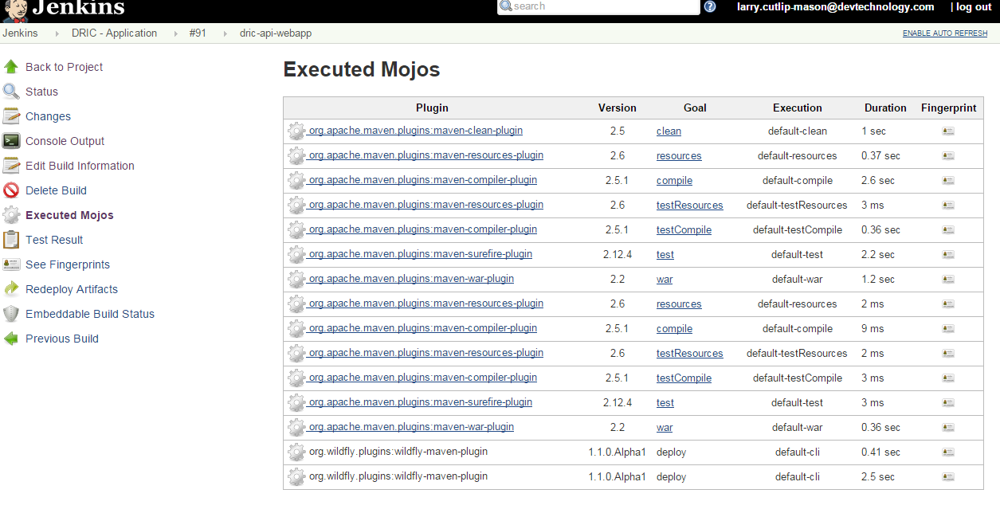 Jenkins
search
larry.cutlip-mason@devtechnology.com | log out
Jenkins DRIC - Application #91 dric-api-webapp
ENABLE AUTO REFRESH
Back to Project
Status
Changes
Console Output
Edit Build Information
Delete Build
Executed Mojos
Test Result
See Fingerprints
Redeploy Artifacts
Embeddable Build Status
Previous Build
Executed Mojos
Plugin Version Goal Execution Duration Fingerprint
org.apache.maven.plugins:maven-clean-plugin 2.5 clean default-clean 1 sec
org.apache.maven.plugins:maven-resources-plugin 2.6 resources default-resources 0.37 sec
org.apache.maven.plugins:maven-compiler-plugin 2.5.1 compile default-compile 2.6 sec
org.apache.maven.plugins:maven-resources-plugin 2.6 testResources default-testResources 3 ms
org.apache.maven.plugins:maven-compiler-plugin 2.5.1 testCompile default-testCompile 0.36 sec
org.apache.maven.plugins:maven-surefire-plugin 2.12.4 test default-test 2.2 sec
org.apache.maven.plugins:maven-war-plugin 2.2 war default-war 1.2 sec
org.apache.maven.plugins:maven-resources-plugin 2.6 resources default-resources 2 ms
org.apache.maven.plugins:maven-compiler-plugin 2.5.1 compile default-compile 9 ms
org.apache.maven.plugins:maven-resources-plugin 2.6 testResources default-testResources 2 ms
org.apache.maven.plugins:maven-compiler-plugin 2.5.1 testCompile default-testCompile 3 ms
org.apache.maven.plugins:maven-surefire-plugin 2.12.4 test default-test 3 ms
org.apache.maven.plugins:maven-war-plugin 2.2 war default-war 0.36 sec
org.wildfly.plugins:wildfly-maven-plugin 1.1.0.Alpha1 deploy default-cli 0.41 sec
org.wildfly.plugins:wildfly-maven-plugin 1.1.0.Alpha1 deploy default-cli 2.5 sec